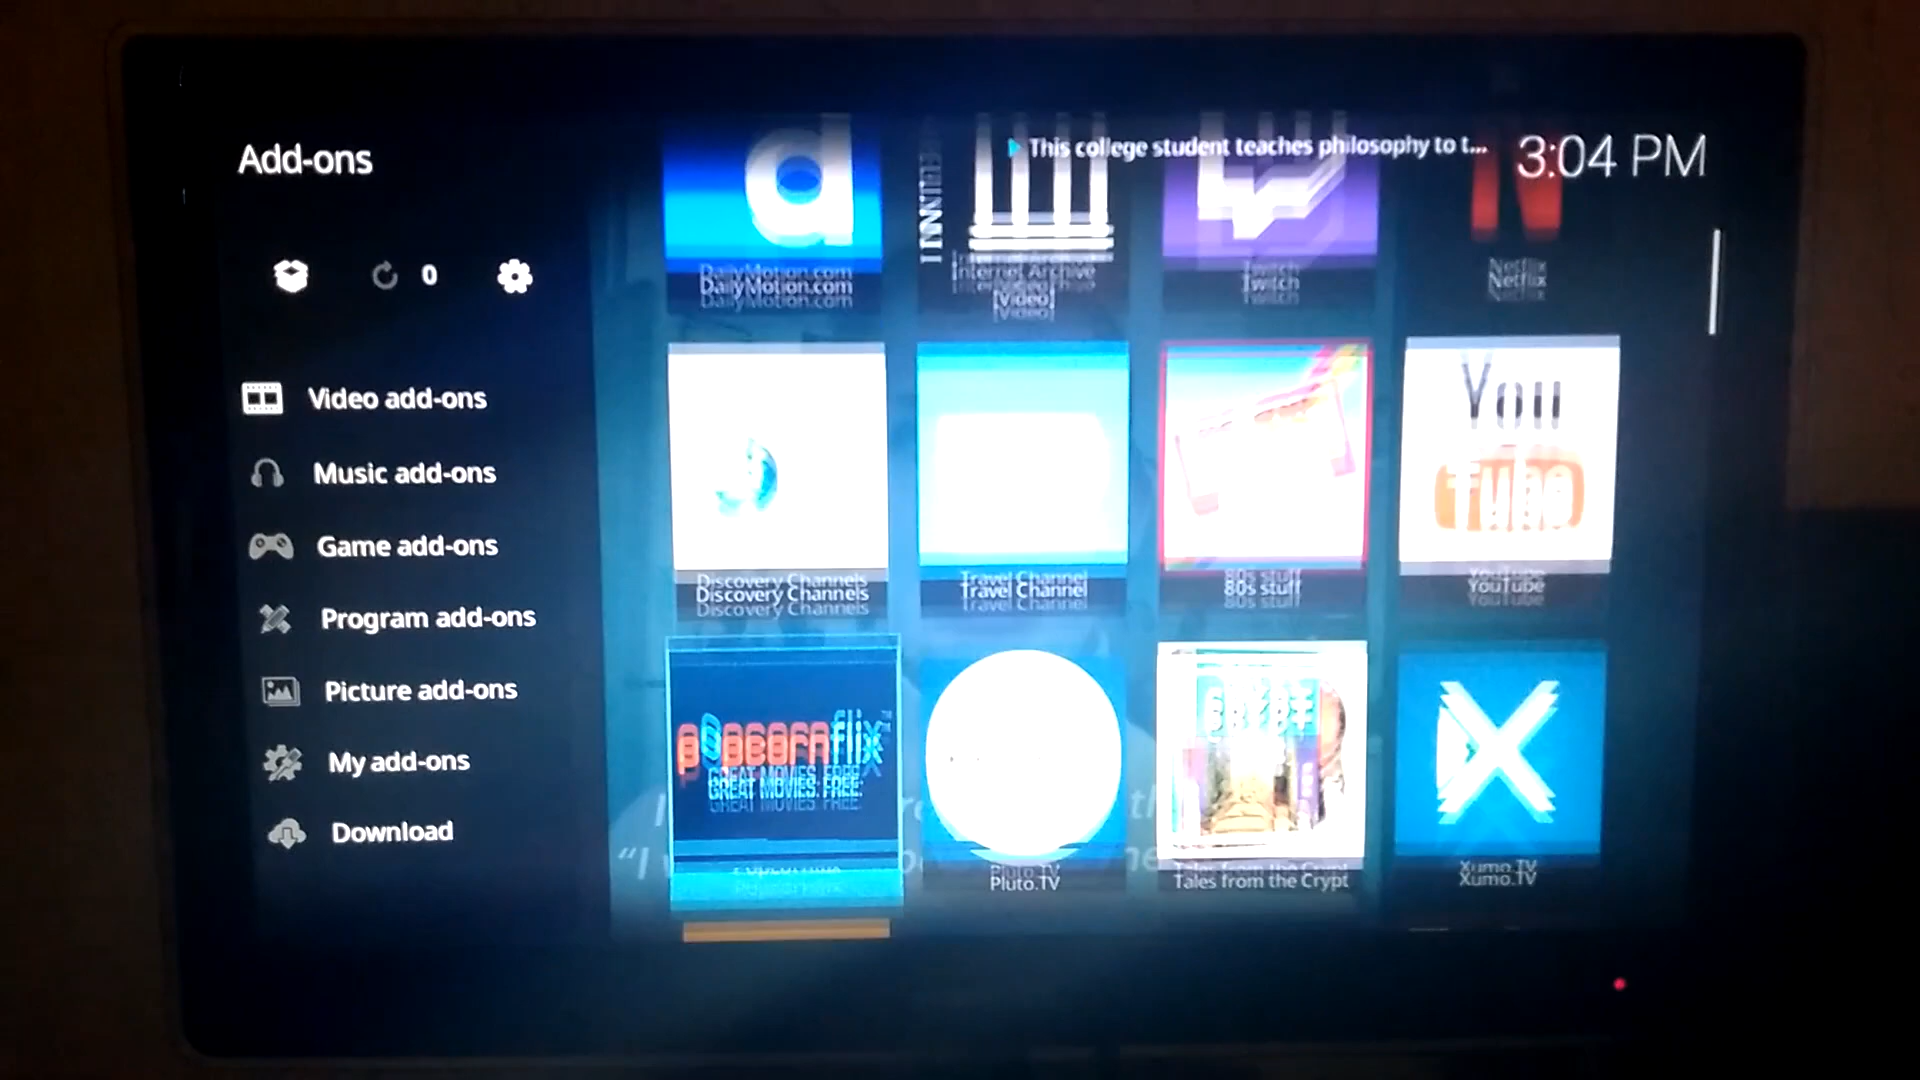 Add-ons
This college student teaches philosophy to t...
3:04 PM
0
Video add-ons
Music add-ons
Game add-ons
Program add-ons
Picture add-ons
My add-ons
Download
d
DailyMotion.com
Internet Archive
[Video]
Twitch
Netflix
Discovery Channels
Travel Channel
80s stuff
You
Tube
YouTube
popcornflix™
GREAT MOVIES. FREE.
Pluto.TV
CRYPT
Tales from the Crypt
X
Xumo.TV
"I